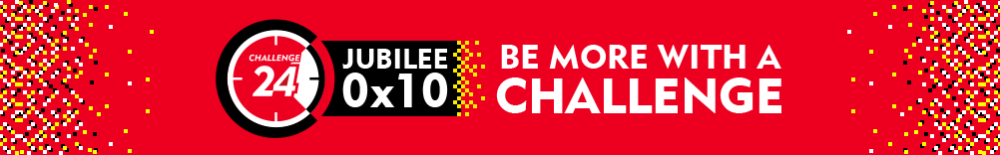 CHALLENGE
24
JUBILEE
0x10
BE MORE WITH A
CHALLENGE